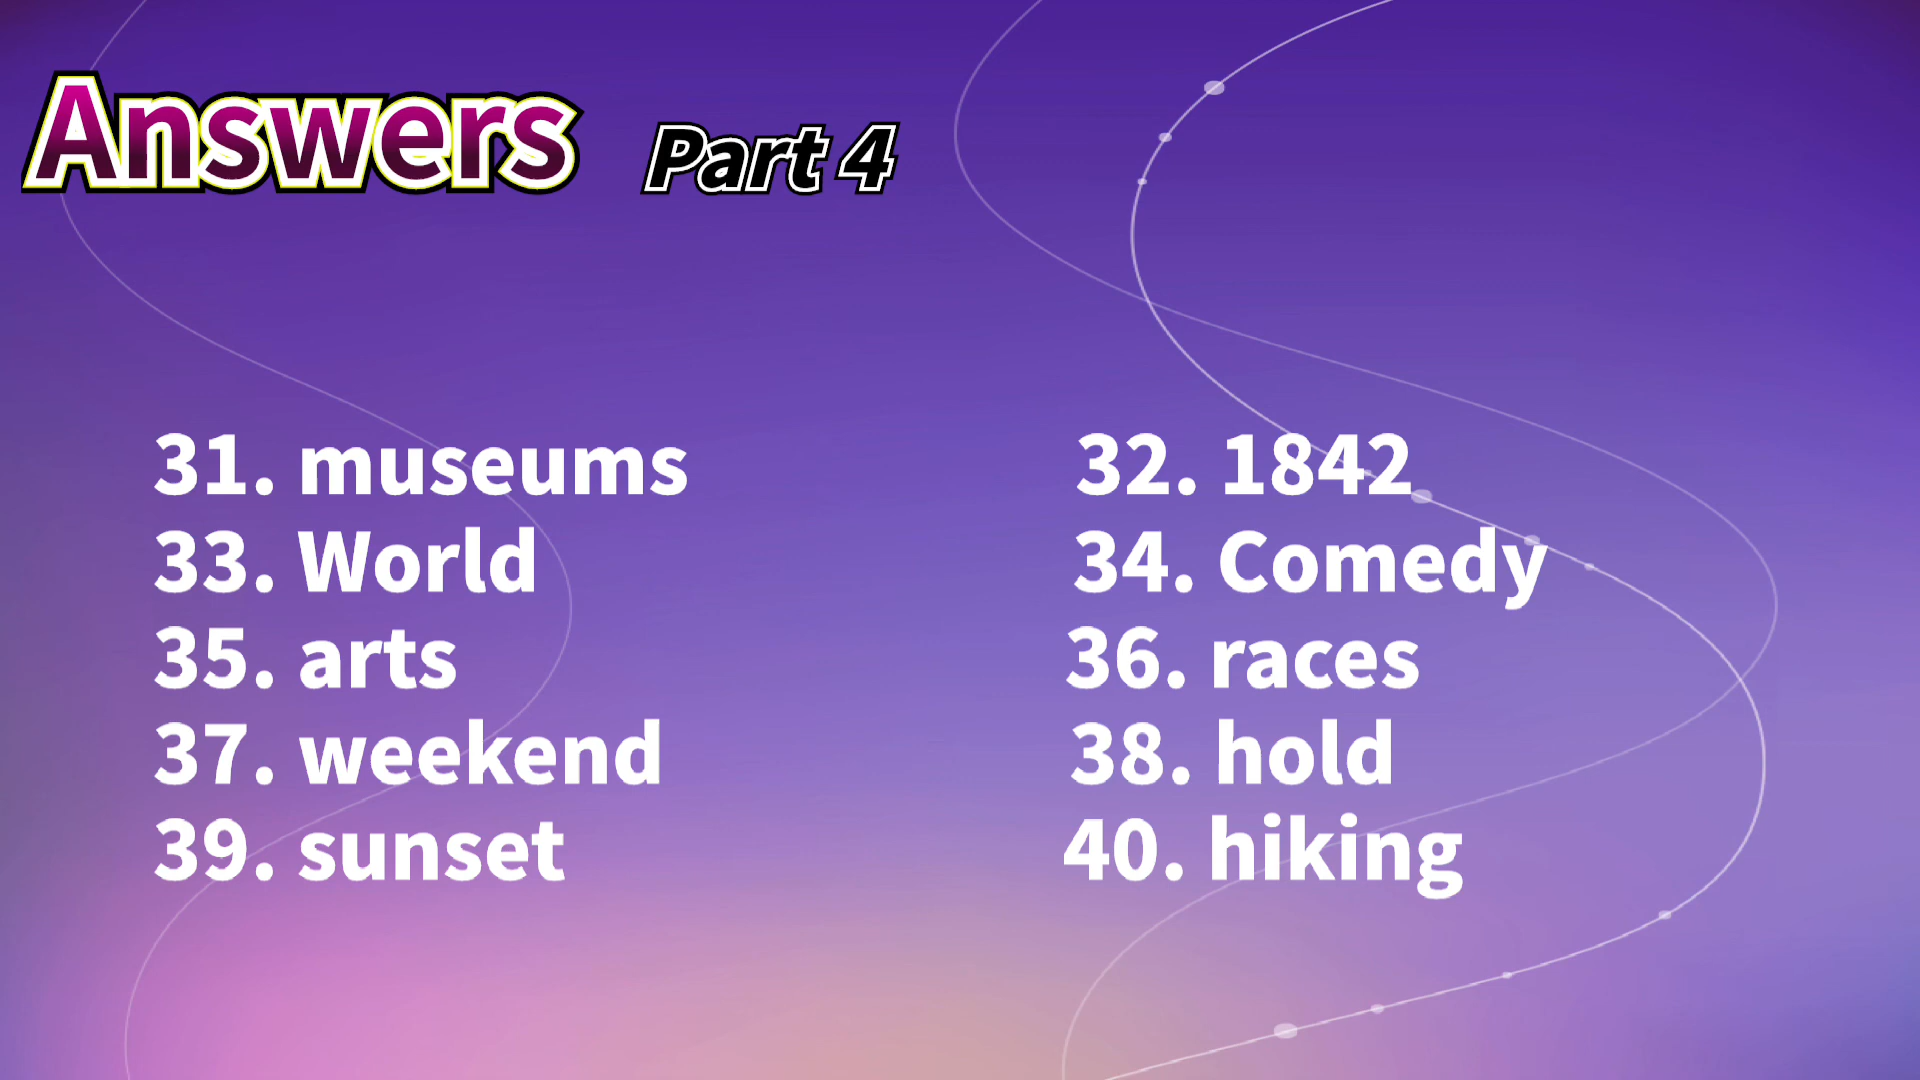 Answers Part 4
31. museums
32. 1842
33. World
34. Comedy
35. arts
36. races
37. weekend
38. hold
39. sunset
40. hiking